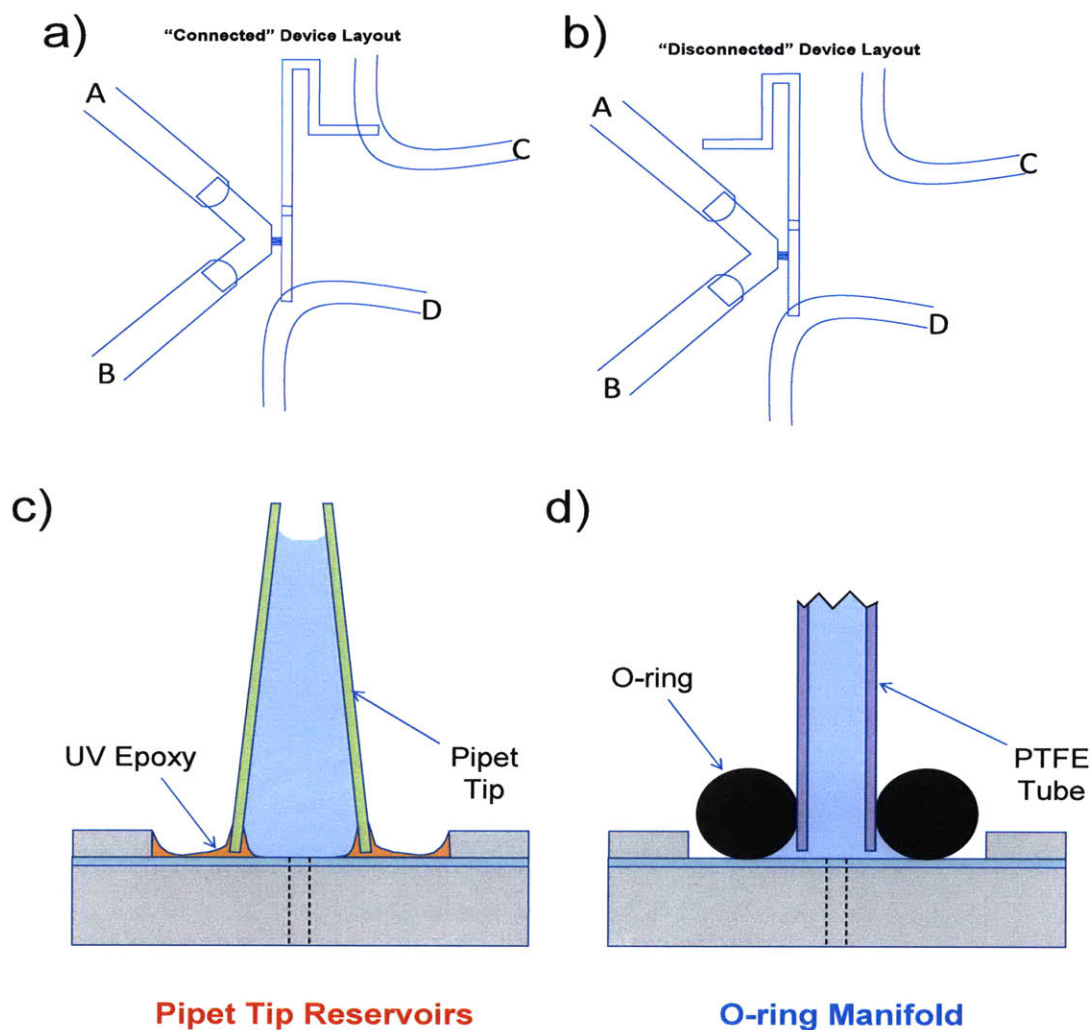 a)
"Connected" Device Layout
A
B
C
D
b)
"Disconnected" Device Layout
A
B
C
D
c)
UV Epoxy
Pipet
Tip
Pipet Tip Reservoirs
d)
O-ring
PTFE
Tube
O-ring Manifold